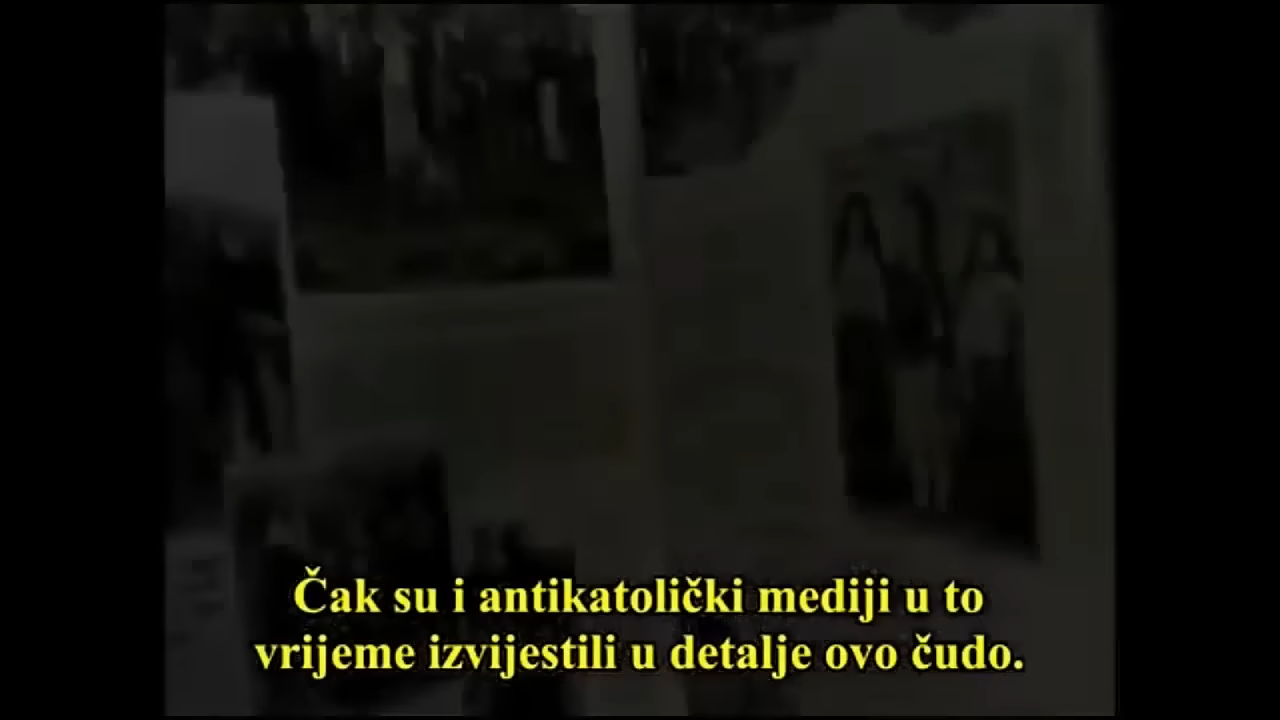 Čak su i antikatolički mediji u to
vrijeme izvijestili u detalje ovo čudo.